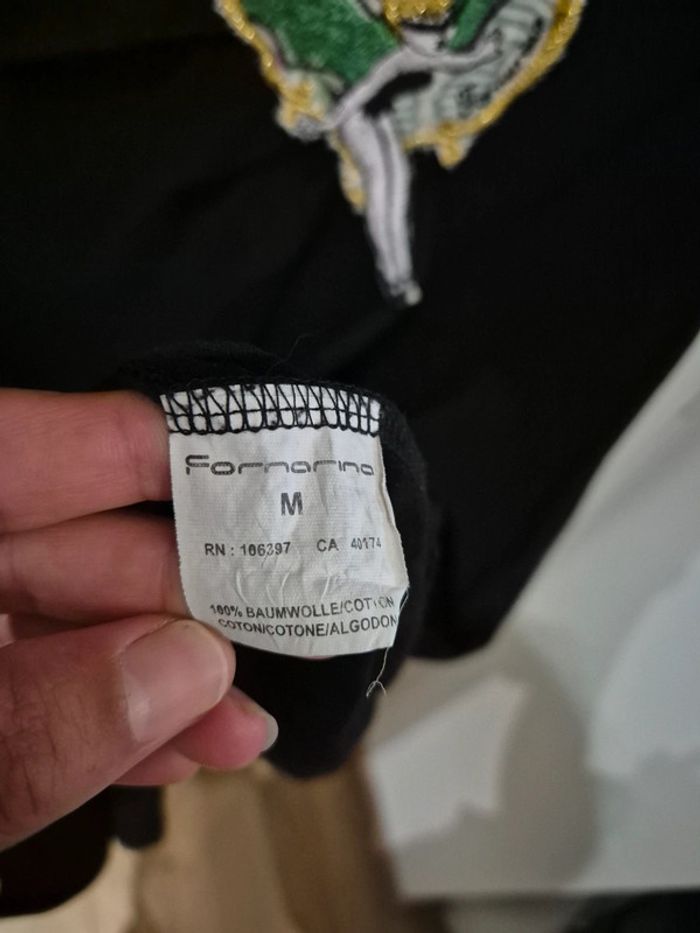 Fornarina
M
RN : 106397 CA 40174
100% BAUMWOLLE/COTTON
COTON/COTONE/ALGODON